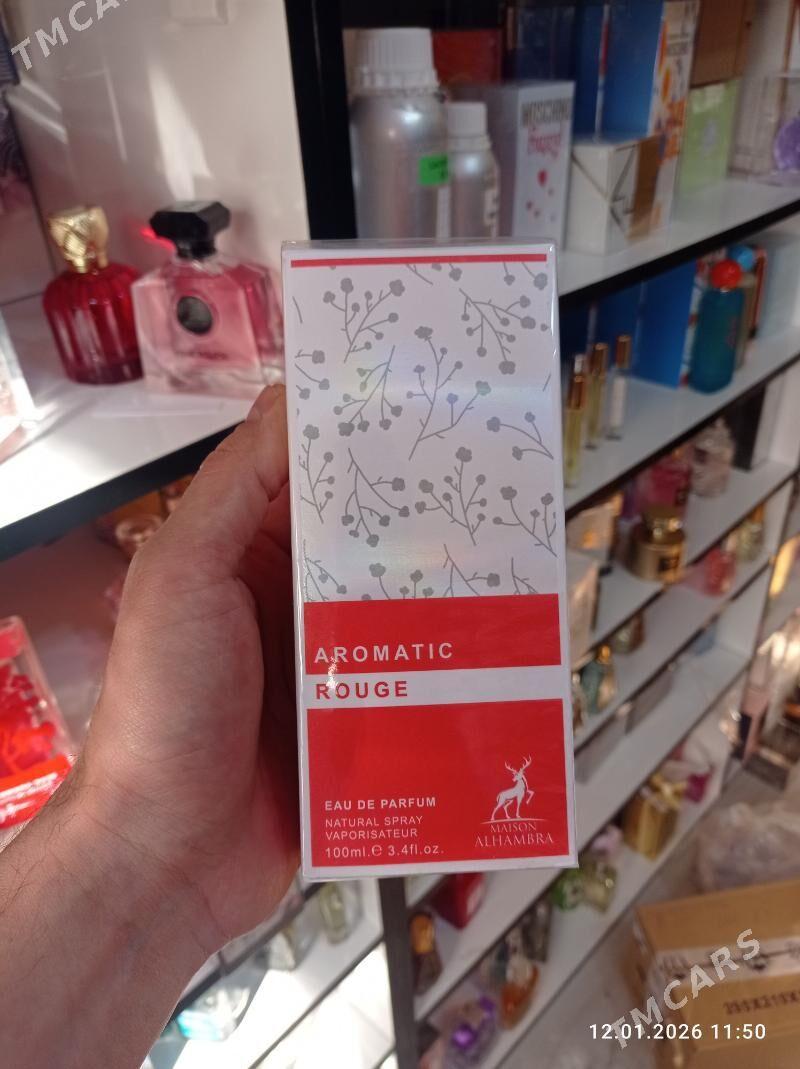 TMCARS
MOSCHINO
funny!
AROMATIC
ROUGE
EAU DE PARFUM
NATURAL SPRAY
VAPORISATEUR
100ml.℮ 3.4fl.oz.
MAISON
ALHAMBRA
TMCARS
12.01.2026 11:50